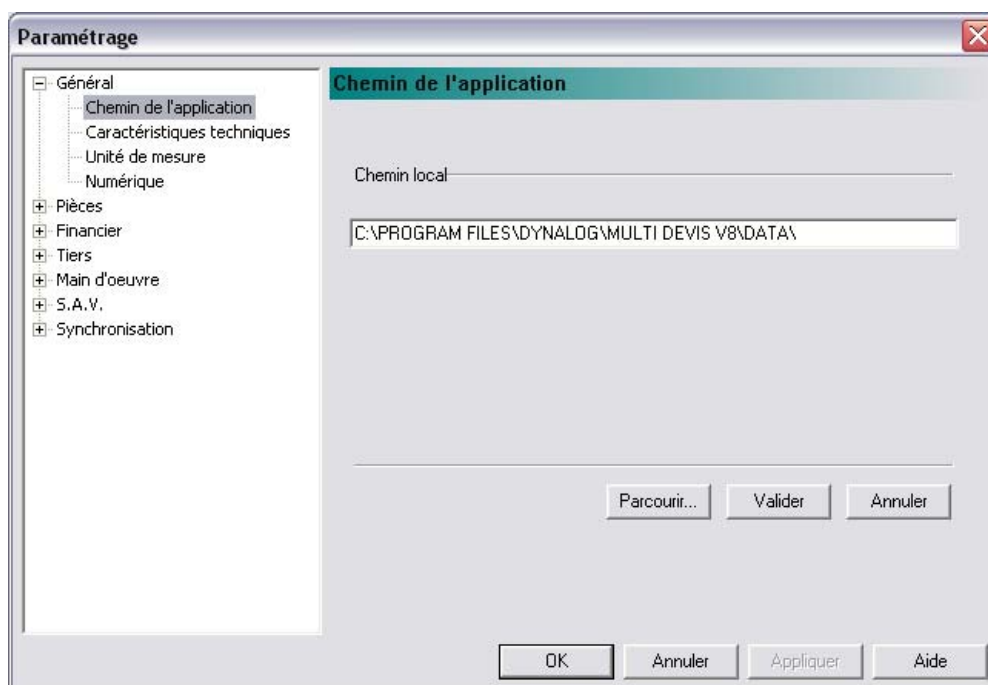 Paramétrage
Général
Chemin de l'application
Caractéristiques techniques
Unité de mesure
Numérique
Pièces
Financier
Tiers
Main d'oeuvre
S.A.V.
Synchronisation
Chemin de l'application
Chemin local
C:\PROGRAM FILES\DYNALOG\MULTI DEVIS V8\DATA\
Parcourir... Valider Annuler
OK Annuler Appliquer Aide